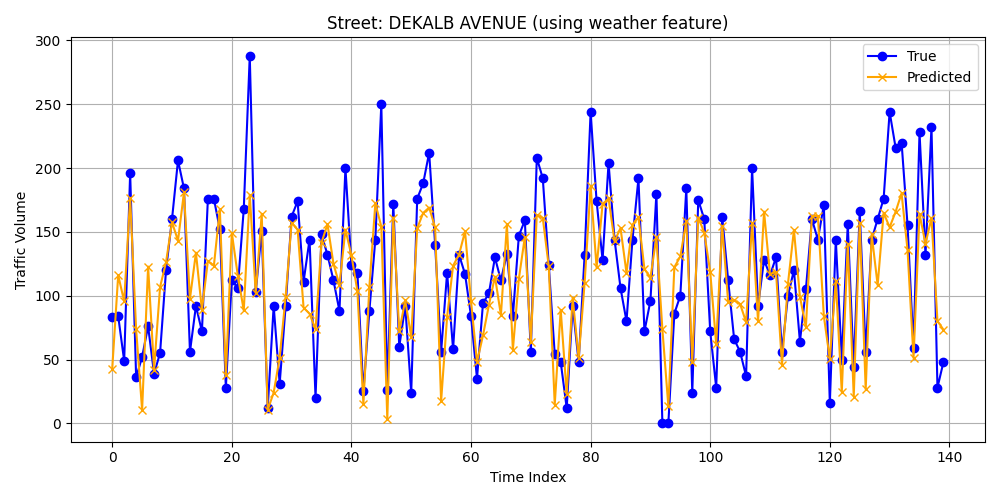 Street: DEKALB AVENUE (using weather feature)
True
Predicted
300
250
200
150
100
50
0
Traffic Volume
0 20 40 60 80 100 120 140
Time Index